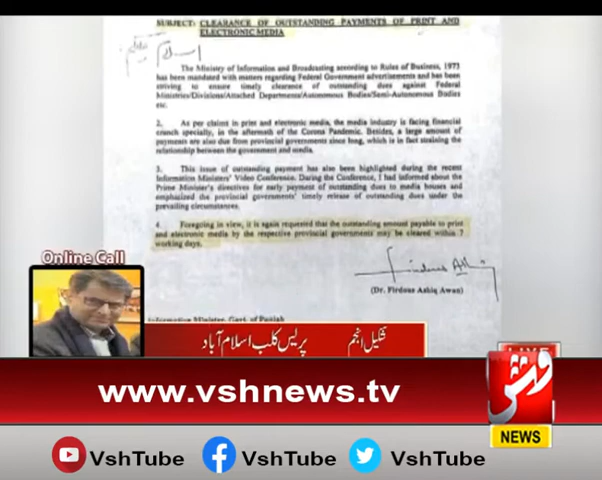 SUBJECT: CLEARANCE OF OUTSTANDING PAYMENTS OF PRINT AND
ELECTRONIC MEDIA
The Ministry of Information and Broadcasting according to Rules of Business, 1973
has been mandated with matters regarding Federal Government advertisements and has been
striving to ensure timely clearance of outstanding dues against Federal
Ministries/Divisions/Attached Departments/Autonomous Bodies/Semi-Autonomous Bodies
etc.
2. As per claims in print and electronic media, the media industry is facing financial
crunch specially, in the aftermath of the Corona Pandemic. Besides, a large amount of
payments are also due from provincial governments since long, which is in fact straining the
relationship between the government and media.
3. This issue of outstanding payment has also been highlighted during the recent
Information Ministers' Video Conference. During the Conference, I had informed about the
Prime Minister's directives for early payment of outstanding dues to media houses and
emphasized the provincial governments' timely release of outstanding dues under the
prevailing circumstances.
4. Foregoing in view, it is again requested that the outstanding amount payable to print
and electronic media by the respective provincial governments may be cleared within 7
working days.
(Dr. Firdous Ashiq Awan)
Information Minister, Govt. of Punjab
Online Call
شکیل انجم پریس کلب اسلام آباد
LIVE
www.vshnews.tv
وش
NEWS
VshTube VshTube VshTube